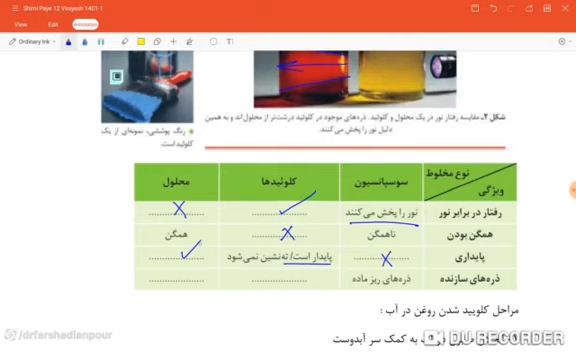 Shimi Paye 12 Virayesh 1401-1
View
Edit
Annotation
Ordinary Ink
T
شکل ۲ـ مقایسه رفتار نور در یک محلول و کلوئید. ذره‌های موجود در کلوئید درشت‌تر از محلول‌اند و به همین
دلیل نور را پخش می‌کنند.
رنگ پوششی، نمونه‌ای از یک
کلوئید است.
نوع مخلوط
ویژگی
سوسپانسیون
کلوئیدها
محلول
رفتار در برابر نور
نور را پخش می‌کنند
....................
....................
همگن بودن
ناهمگن
....................
همگن
پایداری
....................
پایدار است/ ته‌نشین نمی‌شود
....................
ذره‌های سازنده
ذره‌های ریز ماده
....................
....................
مراحل کلویید شدن روغن در آب :
به کمک سر آبدوست
/drfarshadianpour
DU RECORDER